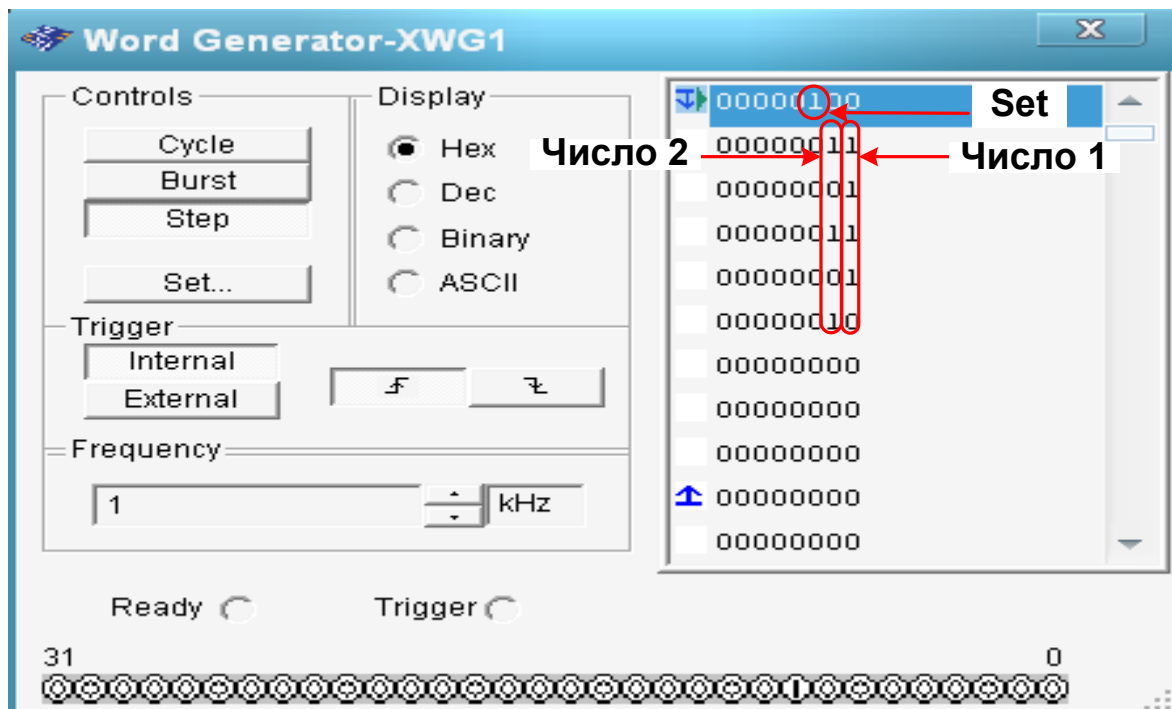 Word Generator-XWG1
Controls
Cycle
Burst
Step
Set...
Display
Hex
Dec
Binary
ASCII
Trigger
Internal
External
Frequency
1
kHz
00000100
00000011
00000001
00000011
00000001
00000010
00000000
00000000
00000000
00000000
00000000
Set
Число 2
Число 1
Ready
Trigger
31
0